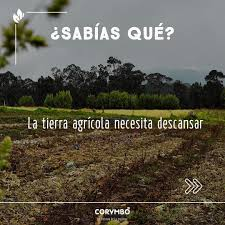 ¿SABÍAS QUÉ?
La tierra agrícola necesita descansar
CORYMBO